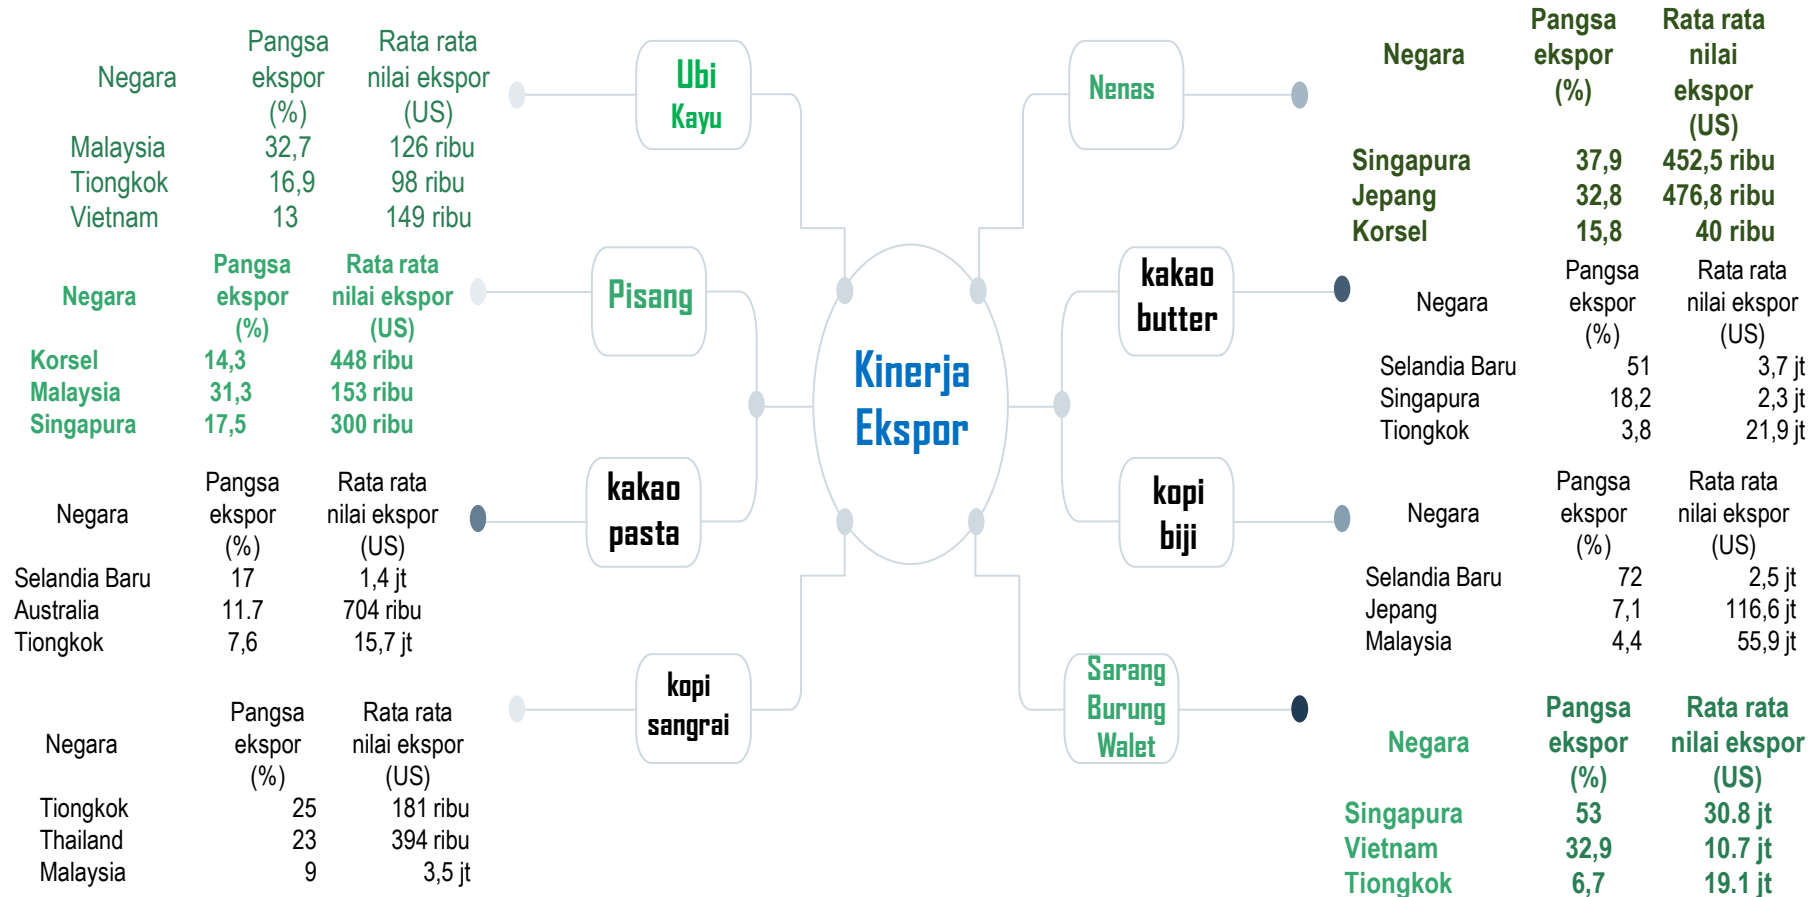 Negara Pangsa ekspor (%) Rata rata nilai ekspor (US)
Malaysia 32,7 126 ribu
Tiongkok 16,9 98 ribu
Vietnam 13 149 ribu
Ubi
Kayu
Nenas
Negara Pangsa ekspor (%) Rata rata nilai ekspor (US)
Singapura 37,9 452,5 ribu
Jepang 32,8 476,8 ribu
Korsel 15,8 40 ribu
Negara Pangsa ekspor (%) Rata rata nilai ekspor (US)
Korsel 14,3 448 ribu
Malaysia 31,3 153 ribu
Singapura 17,5 300 ribu
Pisang
Kinerja
Ekspor
kakao
butter
Negara Pangsa ekspor (%) Rata rata nilai ekspor (US)
Selandia Baru 51 3,7 jt
Singapura 18,2 2,3 jt
Tiongkok 3,8 21,9 jt
Negara Pangsa ekspor (%) Rata rata nilai ekspor (US)
Selandia Baru 17 1,4 jt
Australia 11.7 704 ribu
Tiongkok 7,6 15,7 jt
kakao
pasta
kopi
biji
Negara Pangsa ekspor (%) Rata rata nilai ekspor (US)
Selandia Baru 72 2,5 jt
Jepang 7,1 116,6 jt
Malaysia 4,4 55,9 jt
Negara Pangsa ekspor (%) Rata rata nilai ekspor (US)
Tiongkok 25 181 ribu
Thailand 23 394 ribu
Malaysia 9 3,5 jt
kopi
sangrai
Sarang
Burung
Walet
Negara Pangsa ekspor (%) Rata rata nilai ekspor (US)
Singapura 53 30.8 jt
Vietnam 32,9 10.7 jt
Tiongkok 6,7 19.1 jt